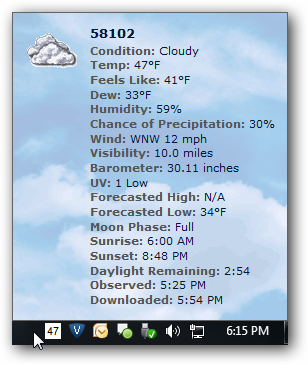 58102
Condition: Cloudy
Temp: 47°F
Feels Like: 41°F
Dew: 33°F
Humidity: 59%
Chance of Precipitation: 30%
Wind: WNW 12 mph
Visibility: 10.0 miles
Barometer: 30.11 inches
UV: 1 Low
Forecasted High: N/A
Forecasted Low: 34°F
Moon Phase: Full
Sunrise: 6:00 AM
Sunset: 8:48 PM
Daylight Remaining: 2:54
Observed: 5:25 PM
Downloaded: 5:54 PM
47 V 6:15 PM